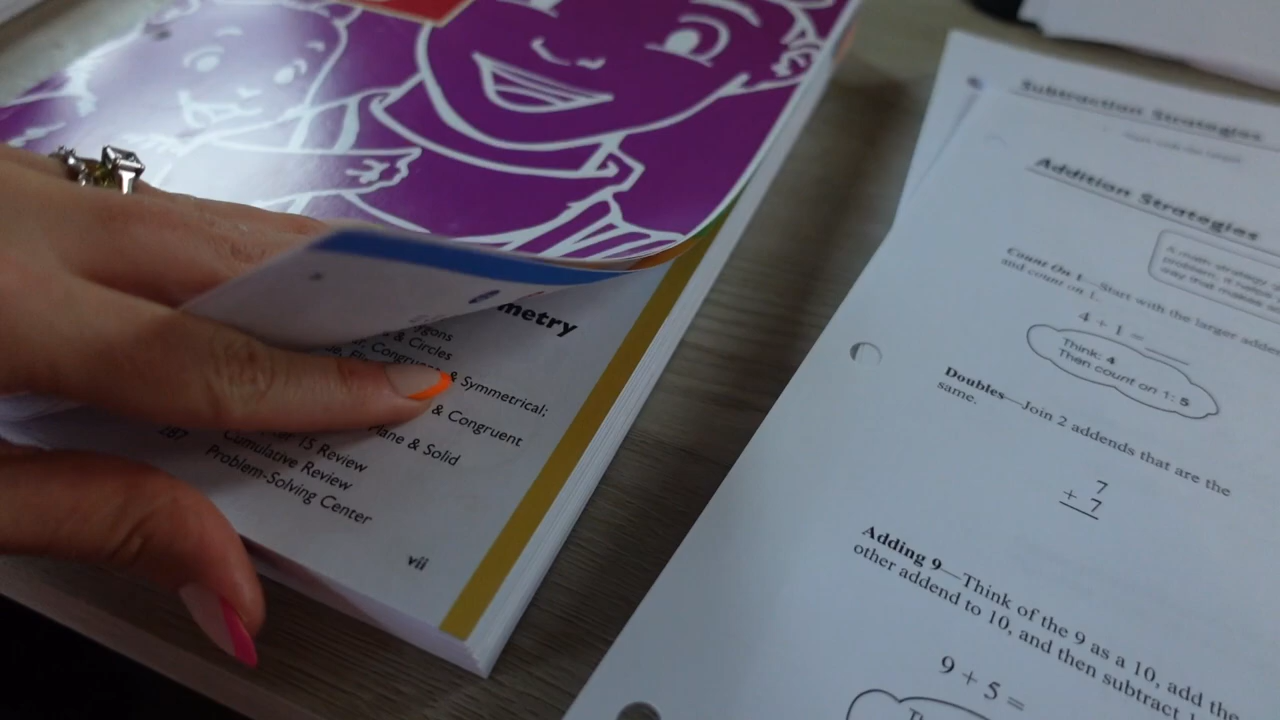 metry
& Circles
& Symmetrical;
& Congruent
Plane & Solid
287
15 Review
Cumulative Review
Problem-Solving Center
vii
Subtraction Strategies
Addition Strategies
A math strategy
Count On 1—Start with the larger
and count on 1.
4 + 1 = ___
Think: 4
Then count on 1: 5
Doubles—Join 2 addends that are the
same.
7
+ 7
Adding 9—Think of the 9 as a 10, add the
other addend to 10, and then subtract
9 + 5 =